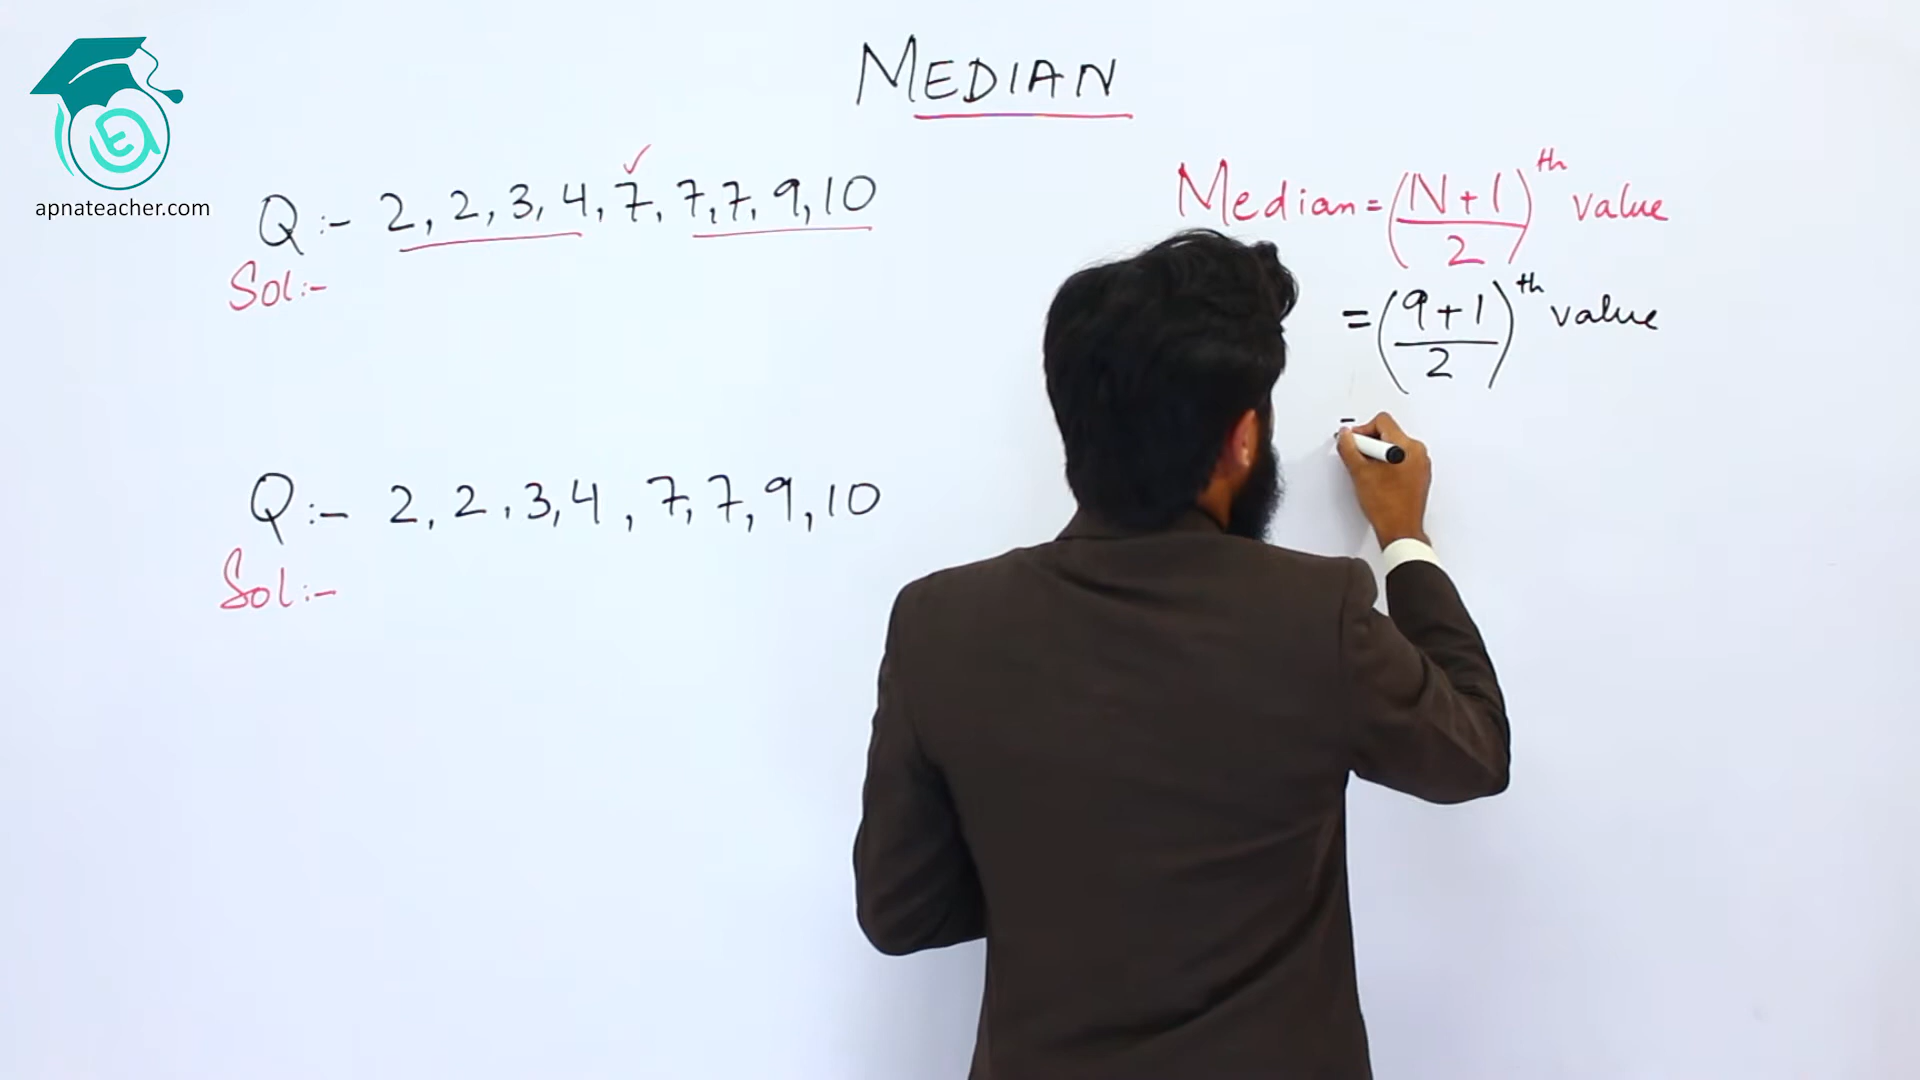 MEDIAN
apnateacher.com
Q:- 2, 2, 3, 4, 7, 7, 7, 9, 10
Sol:-
Median = (N+1/2)th value
= (9+1/2)th value
=
Q:- 2, 2, 3, 4, 7, 7, 9, 10
Sol:-